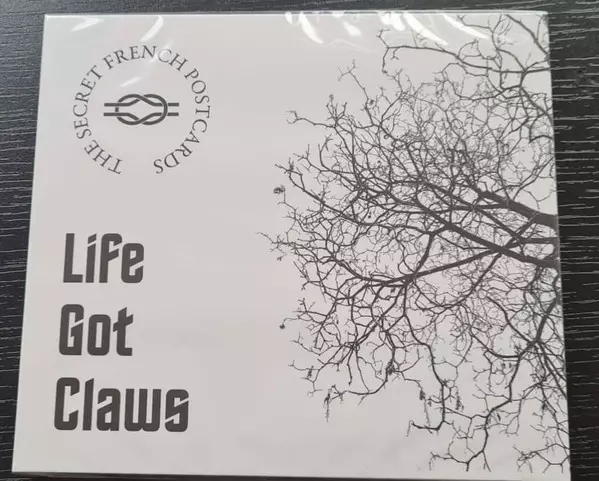 THE SECRET FRENCH POSTCARDS
Life
Got
Claws